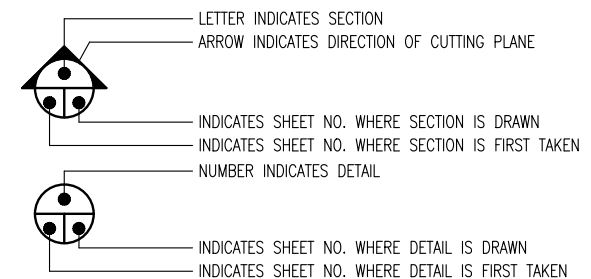 LETTER INDICATES SECTION
ARROW INDICATES DIRECTION OF CUTTING PLANE
INDICATES SHEET NO. WHERE SECTION IS DRAWN
INDICATES SHEET NO. WHERE SECTION IS FIRST TAKEN
NUMBER INDICATES DETAIL
INDICATES SHEET NO. WHERE DETAIL IS DRAWN
INDICATES SHEET NO. WHERE DETAIL IS FIRST TAKEN